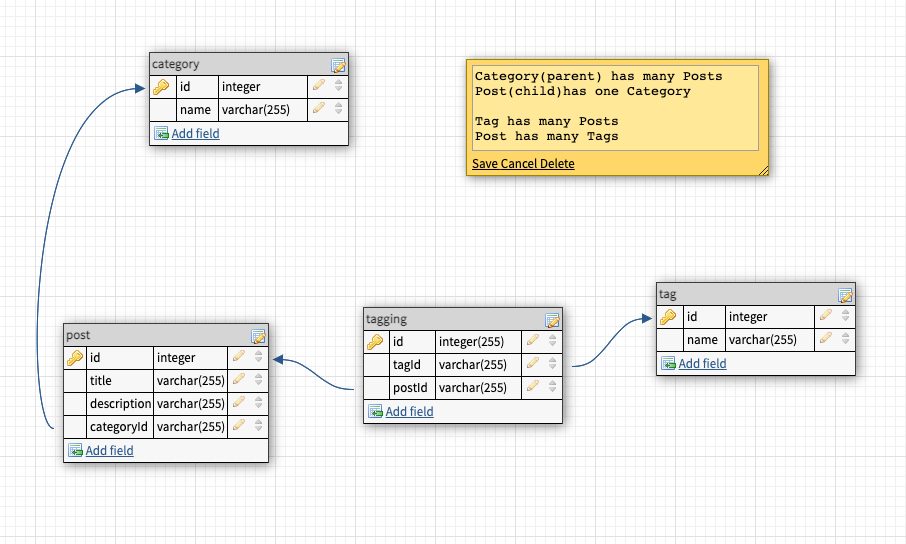 category
id integer
name varchar(255)
Add field
Category(parent) has many Posts
Post(child)has one Category
Tag has many Posts
Post has many Tags
Save Cancel Delete
post
id integer
title varchar(255)
description varchar(255)
categoryId varchar(255)
Add field
tagging
id integer(255)
tagId varchar(255)
postId varchar(255)
Add field
tag
id integer
name varchar(255)
Add field